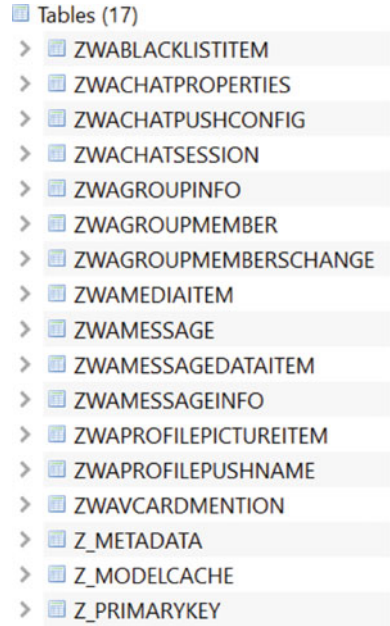 Tables (17)
ZWABLACKLISTITEM
ZWACHATPROPERTIES
ZWACHATPUSHCONFIG
ZWACHATSESSION
ZWAGROUPINFO
ZWAGROUPMEMBER
ZWAGROUPMEMBERSCHANGE
ZWAMEDIAITEM
ZWAMESSAGE
ZWAMESSAGEDATAITEM
ZWAMESSAGEINFO
ZWAPROFILEPICTUREITEM
ZWAPROFILEPUSHNAME
ZWAVCARDMENTION
Z_METADATA
Z_MODELCACHE
Z_PRIMARYKEY